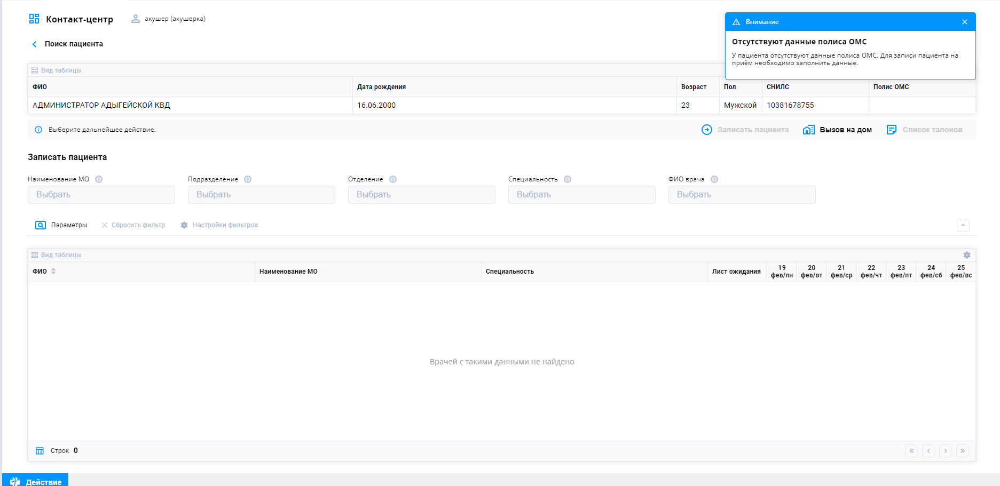 Контакт-центр
акушер (акушерка)
Внимание
Отсутствуют данные полиса ОМС
У пациента отсутствуют данные полиса ОМС. Для записи пациента на
приём необходимо заполнить данные.
Поиск пациента
Вид таблицы
ФИО Дата рождения Возраст Пол СНИЛС Полис ОМС
АДМИНИСТРАТОР АДЫГЕЙСКОЙ КВД 16.06.2000 23 Мужской 10381678755
Выберите дальнейшее действие.
Записать пациента Вызов на дом Список талонов
Записать пациента
Наименование МО Подразделение Отделение Специальность ФИО врача
Выбрать Выбрать Выбрать Выбрать Выбрать
Параметры Сбросить фильтр Настройки фильтров
Вид таблицы
ФИО Наименование МО Специальность Лист ожидания
19 20 21 22 23 24 25
фев/пн фев/вт фев/ср фев/чт фев/пт фев/сб фев/вс
Врачей с такими данными не найдено
Строк 0
Действие